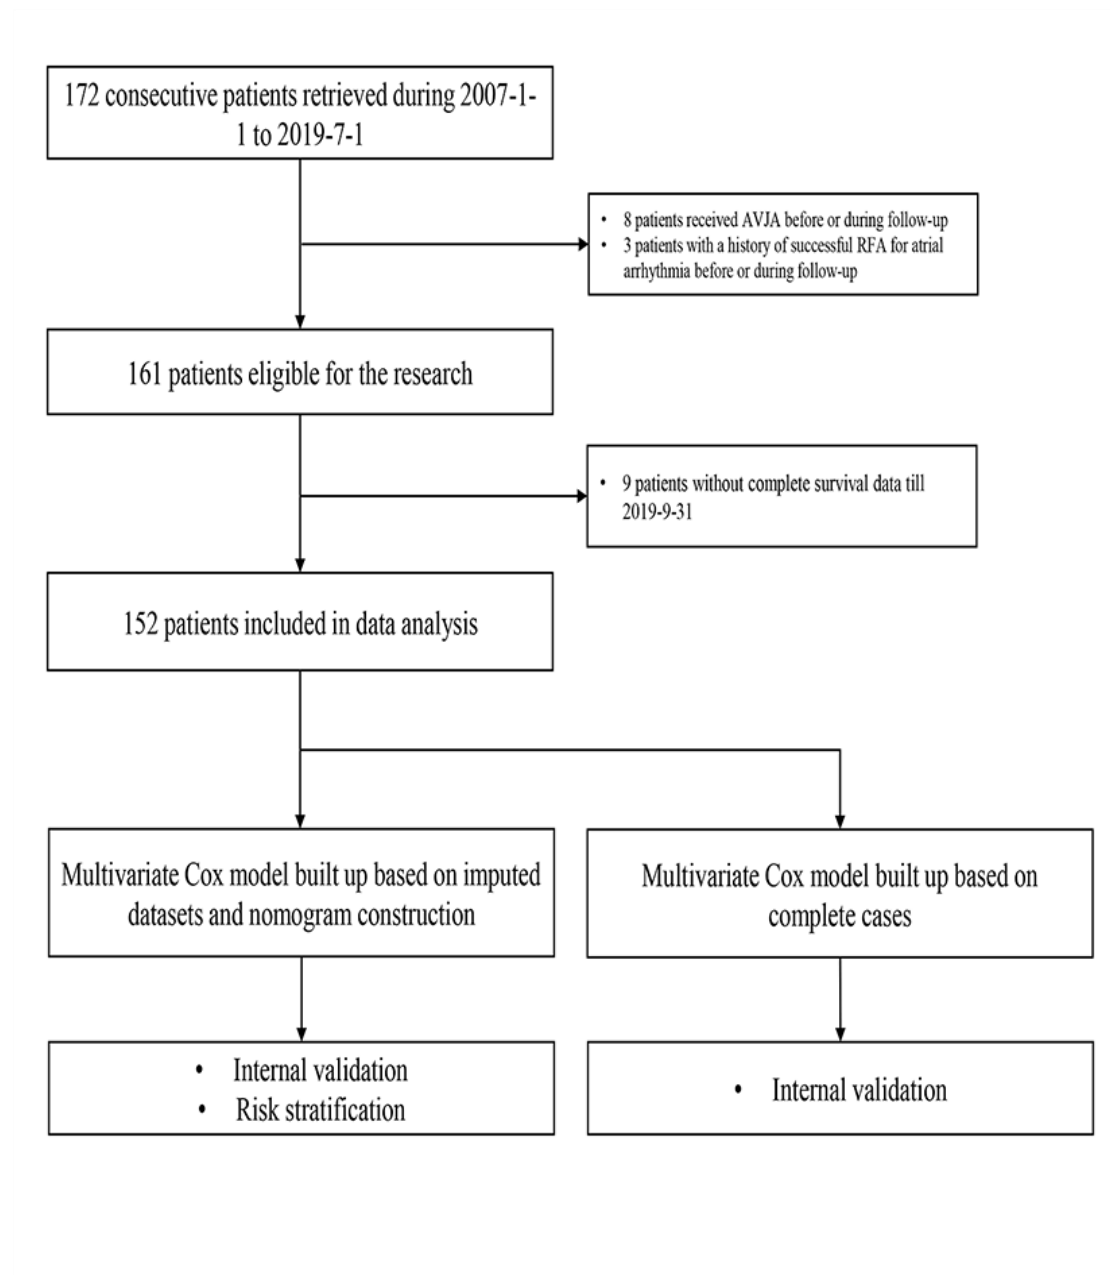 172 consecutive patients retrieved during 2007-1-
1 to 2019-7-1
• 8 patients received AVJA before or during follow-up
• 3 patients with a history of successful RFA for atrial
arrhythmia before or during follow-up
161 patients eligible for the research
• 9 patients without complete survival data till
2019-9-31
152 patients included in data analysis
Multivariate Cox model built up based on imputed
datasets and nomogram construction
Multivariate Cox model built up based on
complete cases
• Internal validation
• Risk stratification
• Internal validation